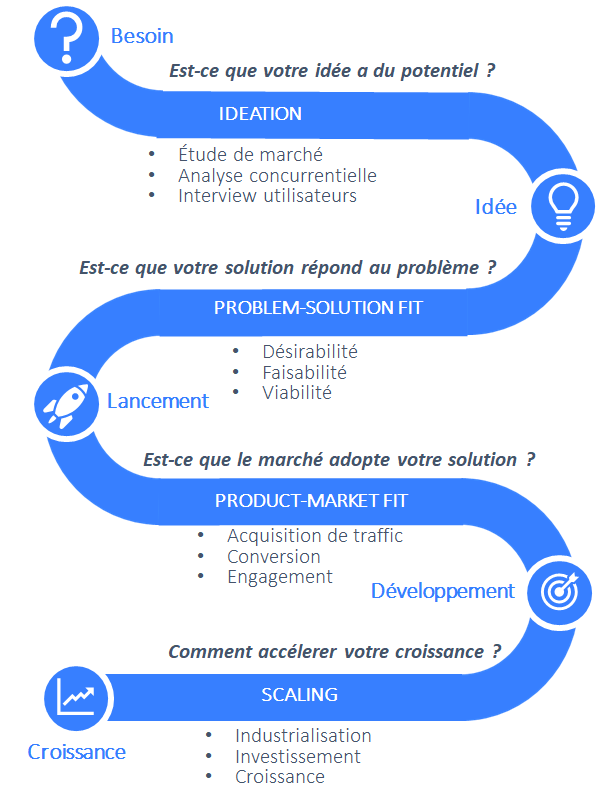 Besoin
Est-ce que votre idée a du potentiel ?
IDEATION
• Étude de marché
• Analyse concurrentielle
• Interview utilisateurs
Idée
Est-ce que votre solution répond au problème ?
PROBLEM-SOLUTION FIT
• Désirabilité
• Faisabilité
• Viabilité
Lancement
Est-ce que le marché adopte votre solution ?
PRODUCT-MARKET FIT
• Acquisition de traffic
• Conversion
• Engagement
Développement
Comment accélerer votre croissance ?
SCALING
• Industrialisation
• Investissement
• Croissance
Croissance